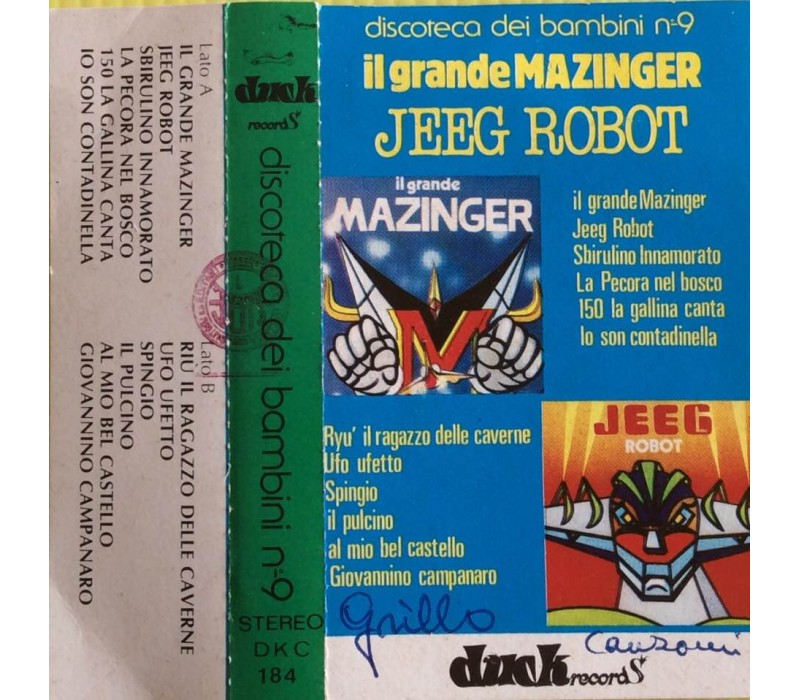 Lato A
IL GRANDE MAZINGER
JEEG ROBOT
SBIRULINO INNAMORATO
LA PECORA NEL BOSCO
150 LA GALLINA CANTA
IO SON CONTADINELLA
Lato B
RIÙ IL RAGAZZO DELLE CAVERNE
UFO UFETTO
SPINGIO
IL PULCINO
AL MIO BEL CASTELLO
GIOVANNINO CAMPANARO
duck
recordS
discoteca dei bambini n=9
STEREO
DKC
184
discoteca dei bambini n=9
il grande MAZINGER
JEEG ROBOT
il grande
MAZINGER
M
il grande Mazinger
Jeeg Robot
Sbirulino Innamorato
La Pecora nel bosco
150 la gallina canta
Io son contadinella
Ryu' il ragazzo delle caverne
Ufo ufetto
Spingio
il pulcino
al mio bel castello
Giovannino campanaro
JEEG
ROBOT
Grillo
Canzoni
duck recordS